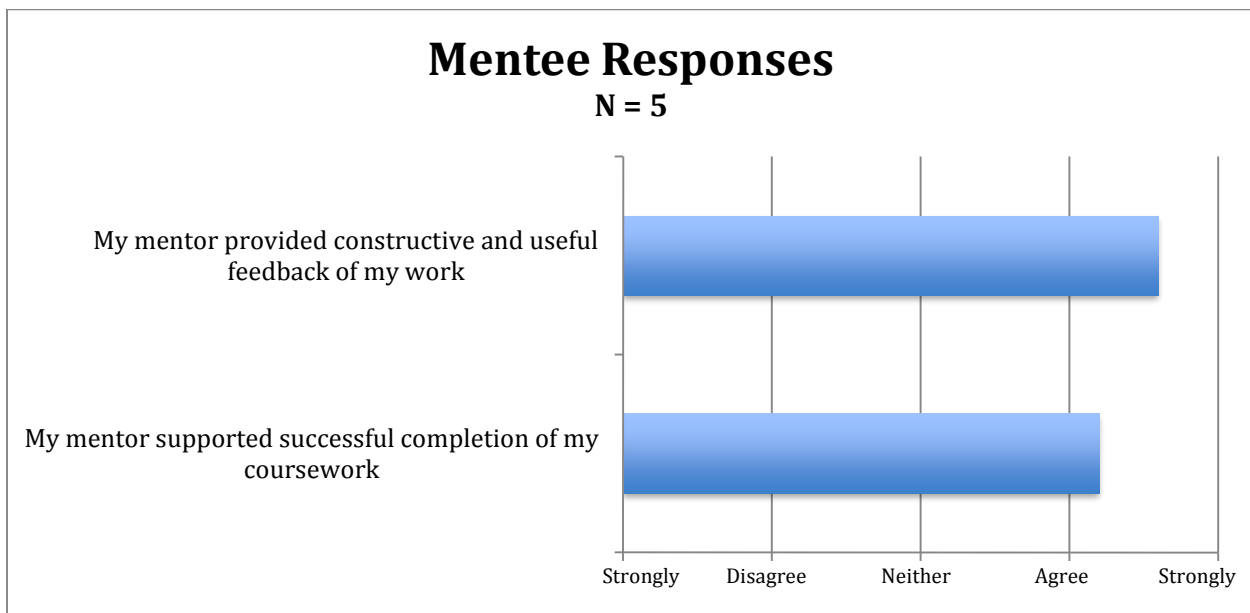 Mentee Responses
N = 5
My mentor provided constructive and useful
feedback of my work
My mentor supported successful completion of my
coursework
Strongly Disagree Neither Agree Strongly